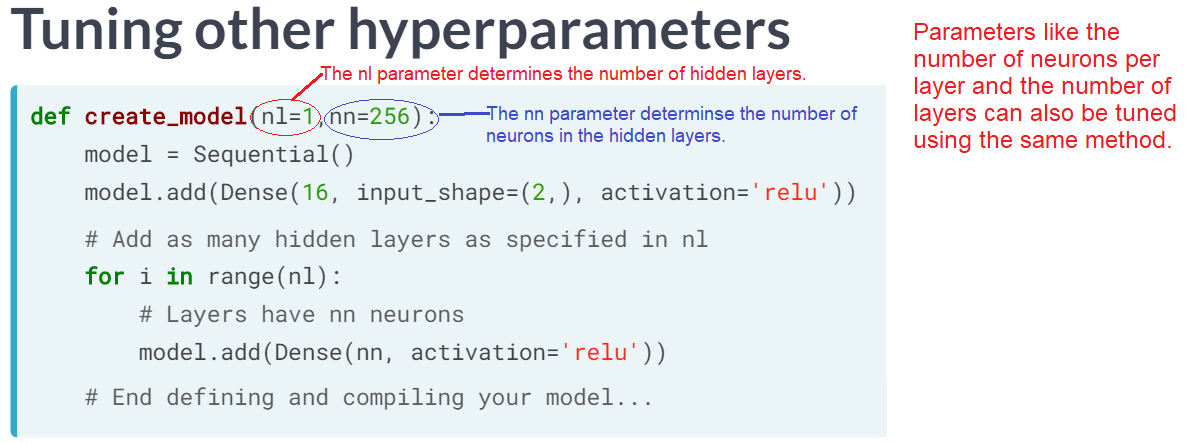 Tuning other hyperparameters
The nl parameter determines the number of hidden layers.
def create_model(nl=1,nn=256):
The nn parameter determinse the number of
neurons in the hidden layers.
    model = Sequential()
    model.add(Dense(16, input_shape=(2,), activation='relu'))
    # Add as many hidden layers as specified in nl
    for i in range(nl):
        # Layers have nn neurons
        model.add(Dense(nn, activation='relu'))
    # End defining and compiling your model...
Parameters like the
number of neurons per
layer and the number of
layers can also be tuned
using the same method.